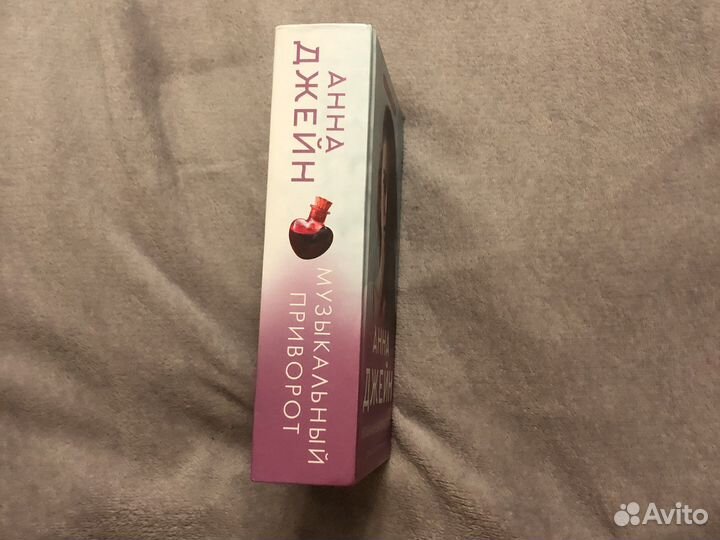 АННА
ДЖЕЙН
МУЗЫКАЛЬНЫЙ
ПРИВОРОТ
АННА
ДЖЕЙН
Avito